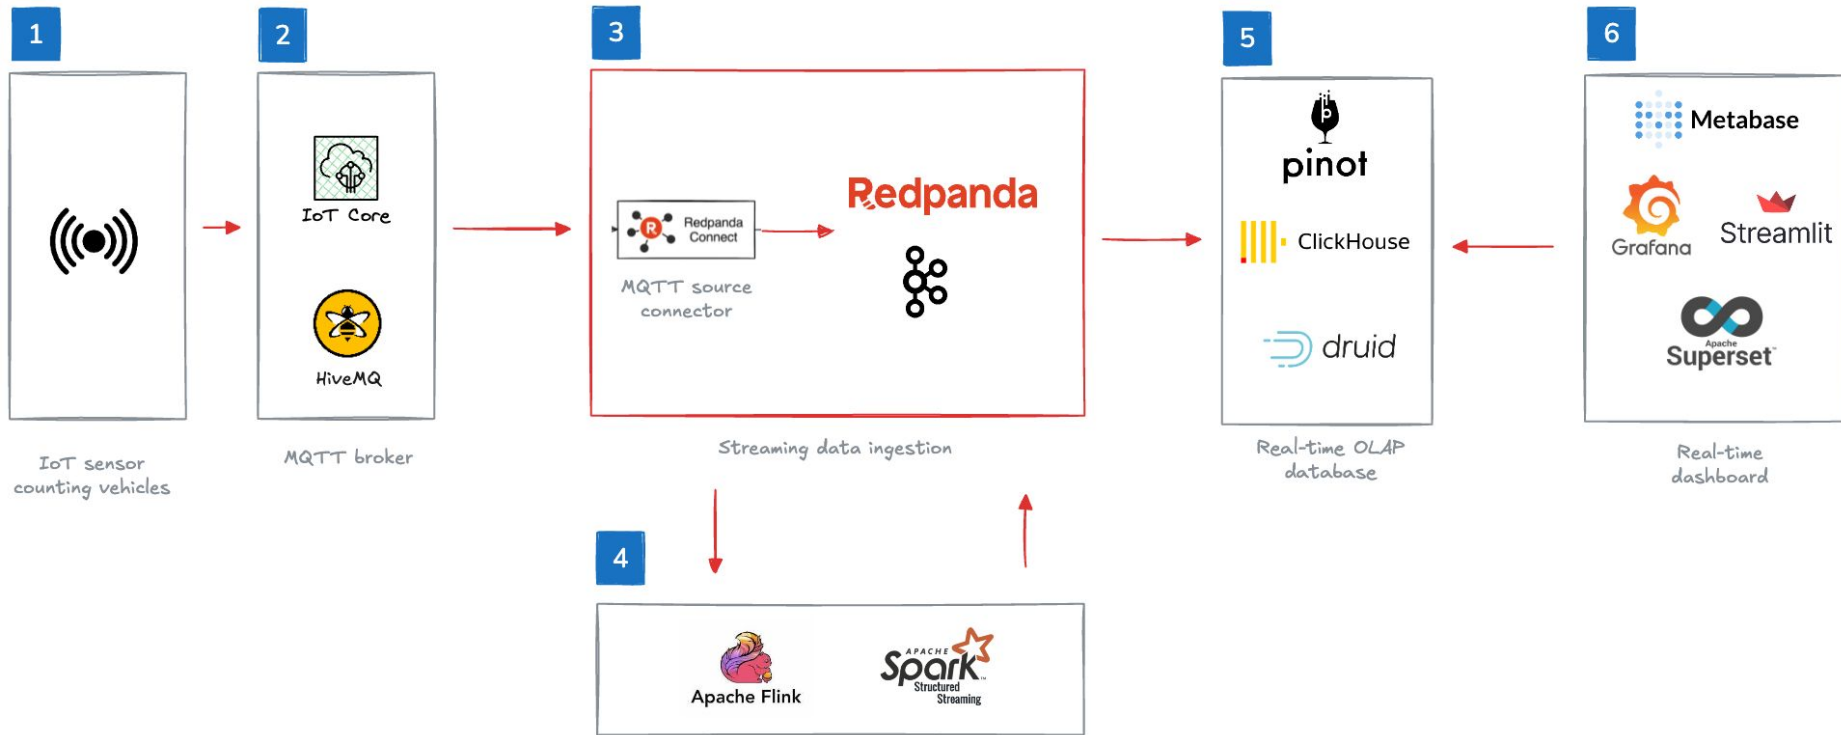 1
2
3
5
6
IoT Core
HiveMQ
IoT sensor
counting vehicles
MQTT broker
R
Redpanda
Connect
MQTT source
connector
Redpanda
Streaming data ingestion
4
Apache Flink
APACHE
Spark™
Structured
Streaming
p
pinot
ClickHouse
druid
Real-time OLAP
database
Metabase
Grafana
Streamlit
Apache
Superset™
Real-time
dashboard